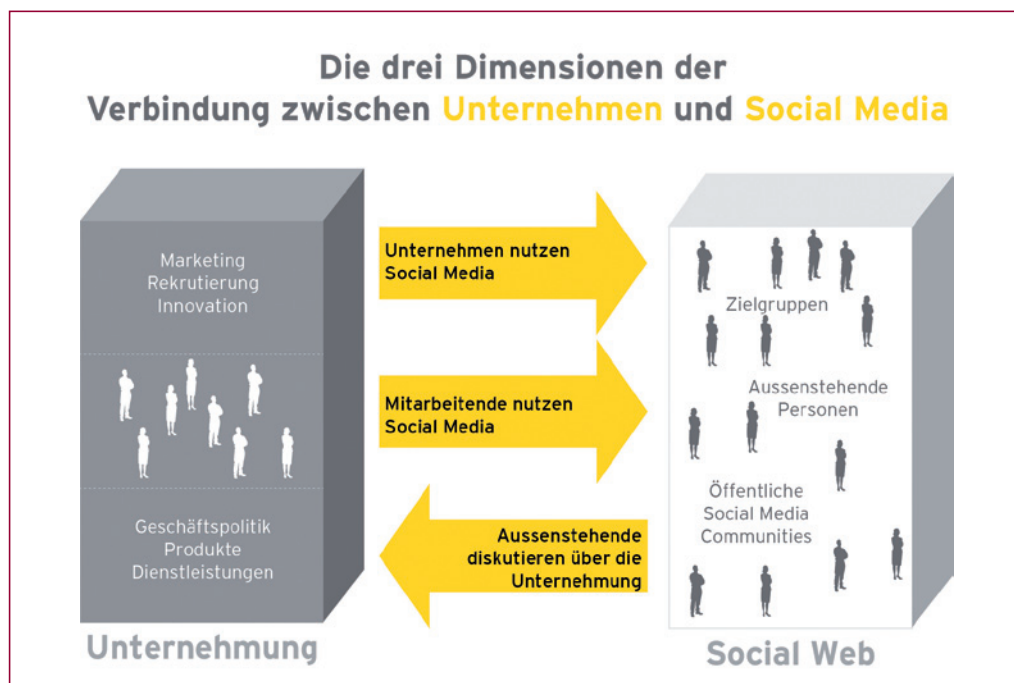 Die drei Dimensionen der
Verbindung zwischen Unternehmen und Social Media
Marketing
Rekrutierung
Innovation
Geschäftspolitik
Produkte
Dienstleistungen
Unternehmung
Unternehmen nutzen
Social Media
Mitarbeitende nutzen
Social Media
Aussenstehende
diskutieren über die
Unternehmung
Zielgruppen
Aussenstehende
Personen
Öffentliche
Social Media
Communities
Social Web